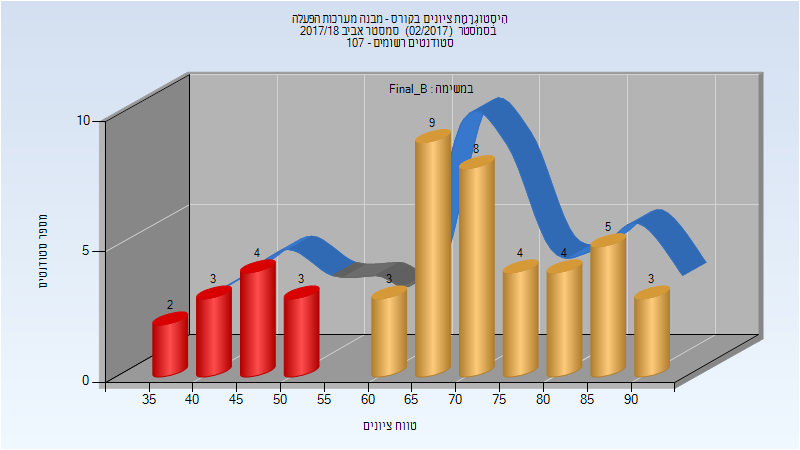 היסטוגרמת ציונים בקורס - מבנה מערכות הפעלה
בסמסטר (02/2017) סמסטר אביב 2017/18
סטודנטים רשומים - 107
במשימה : Final_B
מספר סטודנטים
10
5
0
2
3
4
3
3
9
8
4
4
5
3
35 40 45 50 55 60 65 70 75 80 85 90
טווח ציונים